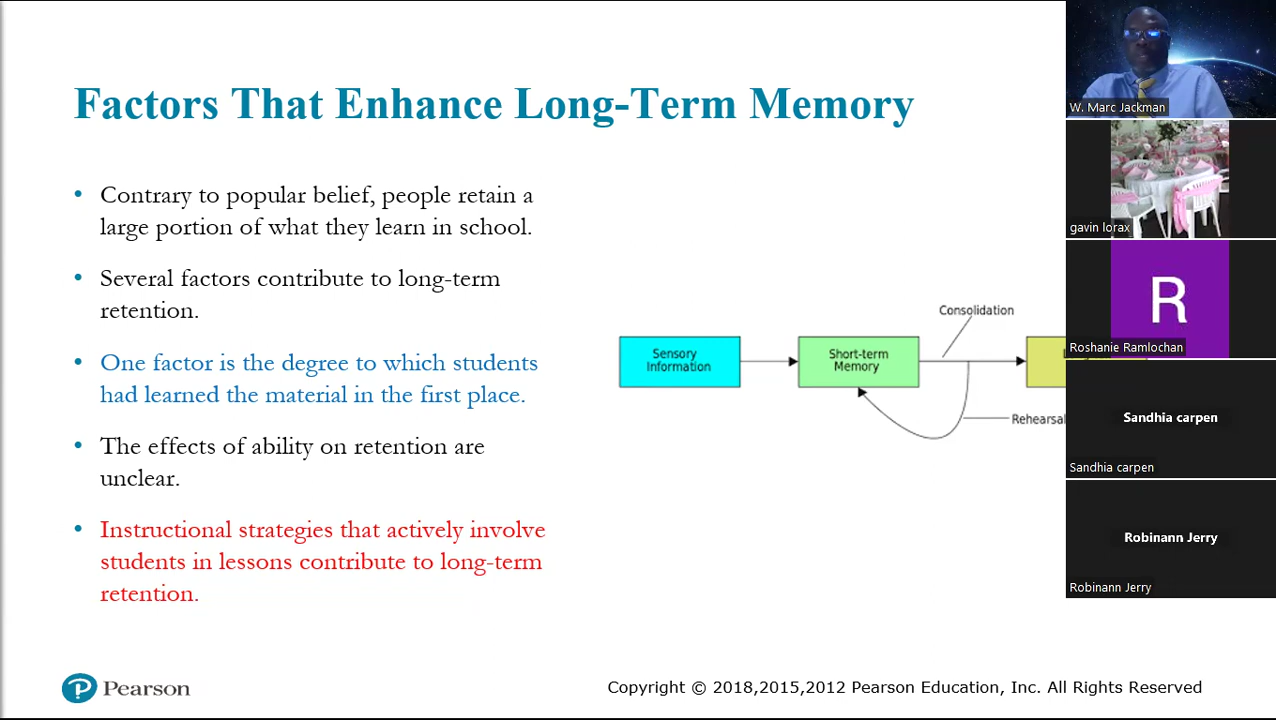 Factors That Enhance Long-Term Memory
• Contrary to popular belief, people retain a
large portion of what they learn in school.
• Several factors contribute to long-term
retention.
• One factor is the degree to which students
had learned the material in the first place.
• The effects of ability on retention are
unclear.
• Instructional strategies that actively involve
students in lessons contribute to long-term
retention.
Sensory
Information
Short-term
Memory
Consolidation
Rehearsal
Pearson
Copyright © 2018,2015,2012 Pearson Education, Inc. All Rights Reserved
W. Marc Jackman
gavin lorax
R
Roshanie Ramlochan
Sandhia carpen
Sandhia carpen
Robinann Jerry
Robinann Jerry